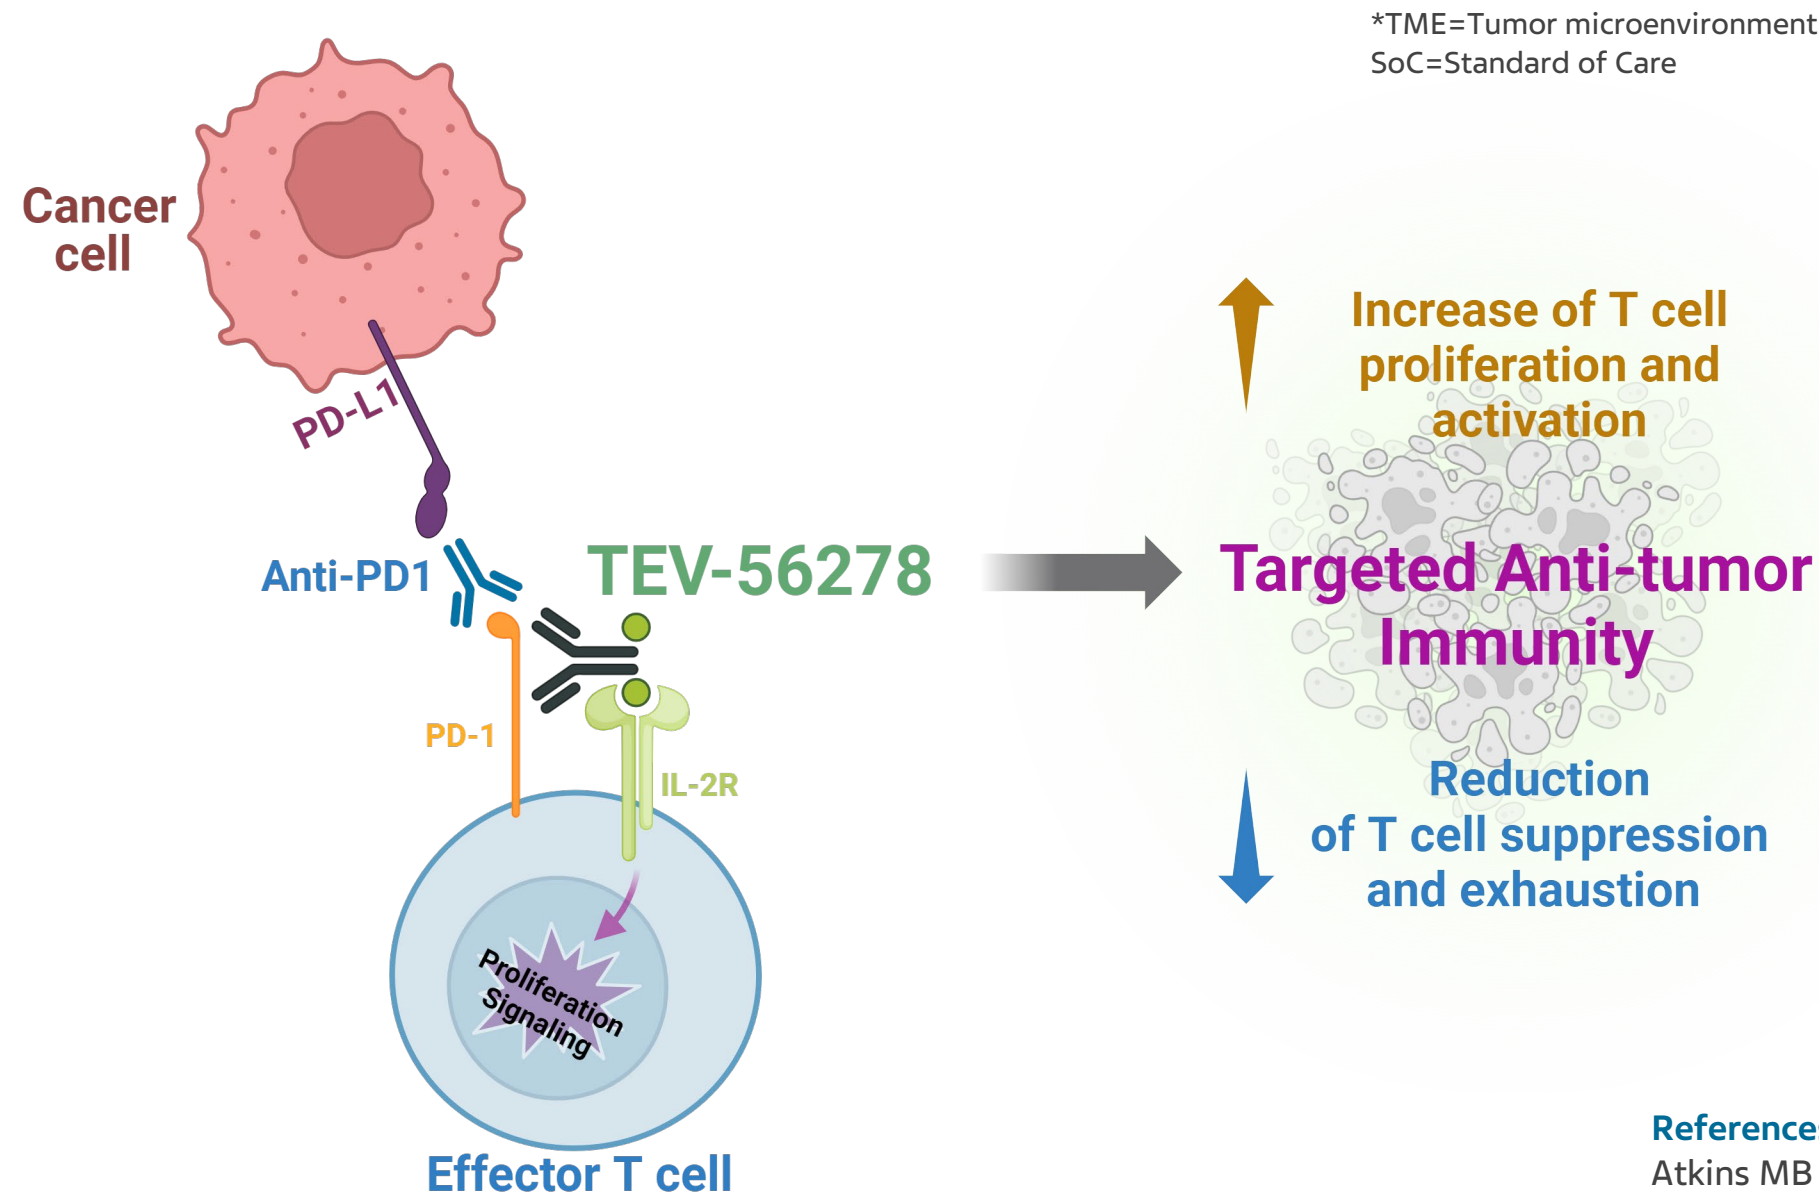 *TME=Tumor microenvironment
SoC=Standard of Care
Cancer
cell
PD-L1
Anti-PD1
TEV-56278
PD-1
IL-2R
Proliferation
Signaling
Effector T cell
Increase of T cell
proliferation and
activation
Targeted Anti-tumor
Immunity
Reduction
of T cell suppression
and exhaustion
References
Atkins MB